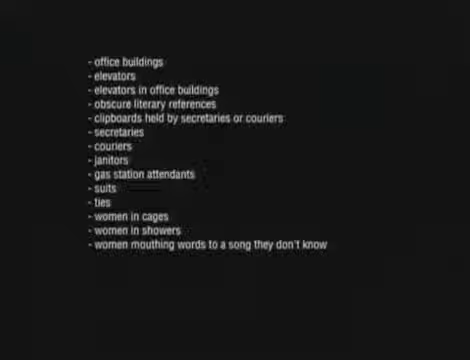 - office buildings
- elevators
- elevators in office buildings
- obscure literary references
- clipboards held by secretaries or couriers
- secretaries
- couriers
- janitors
- gas station attendants
- suits
- ties
- women in cages
- women in showers
- women mouthing words to a song they don't know